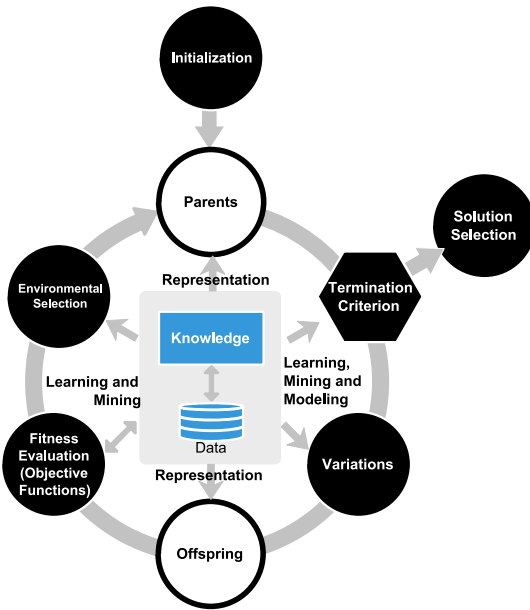 Initialization
Parents
Solution
Selection
Representation
Environmental
Selection
Termination
Criterion
Knowledge
Learning and
Mining
Learning,
Mining and
Modeling
Data
Fitness
Evaluation
(Objective
Functions)
Variations
Representation
Offspring